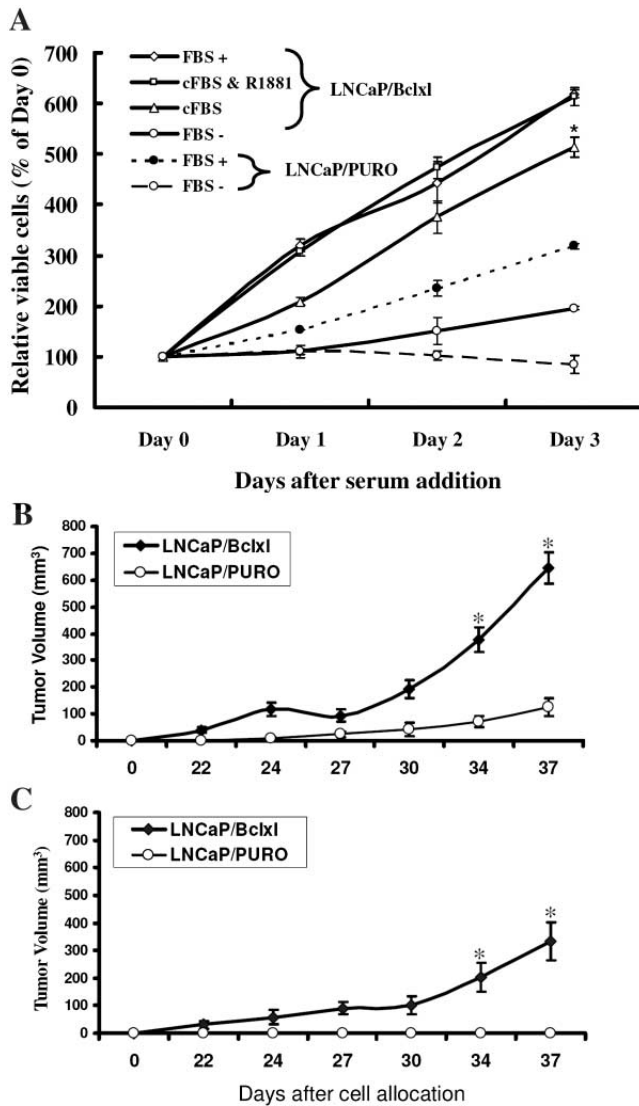 A
Relative viable cells (% of Day 0)
700
600
500
400
300
200
100
0
FBS +
cFBS & R1881
cFBS
FBS -
LNCaP/Bclxl
FBS +
FBS -
LNCaP/PURO
*
Day 0 Day 1 Day 2 Day 3
Days after serum addition
B
Tumor Volume (mm³)
800
700
600
500
400
300
200
100
0
LNCaP/Bclxl
LNCaP/PURO
* *
0 22 24 27 30 34 37
C
Tumor Volume (mm³)
800
700
600
500
400
300
200
100
0
LNCaP/Bclxl
LNCaP/PURO
* *
0 22 24 27 30 34 37
Days after cell allocation